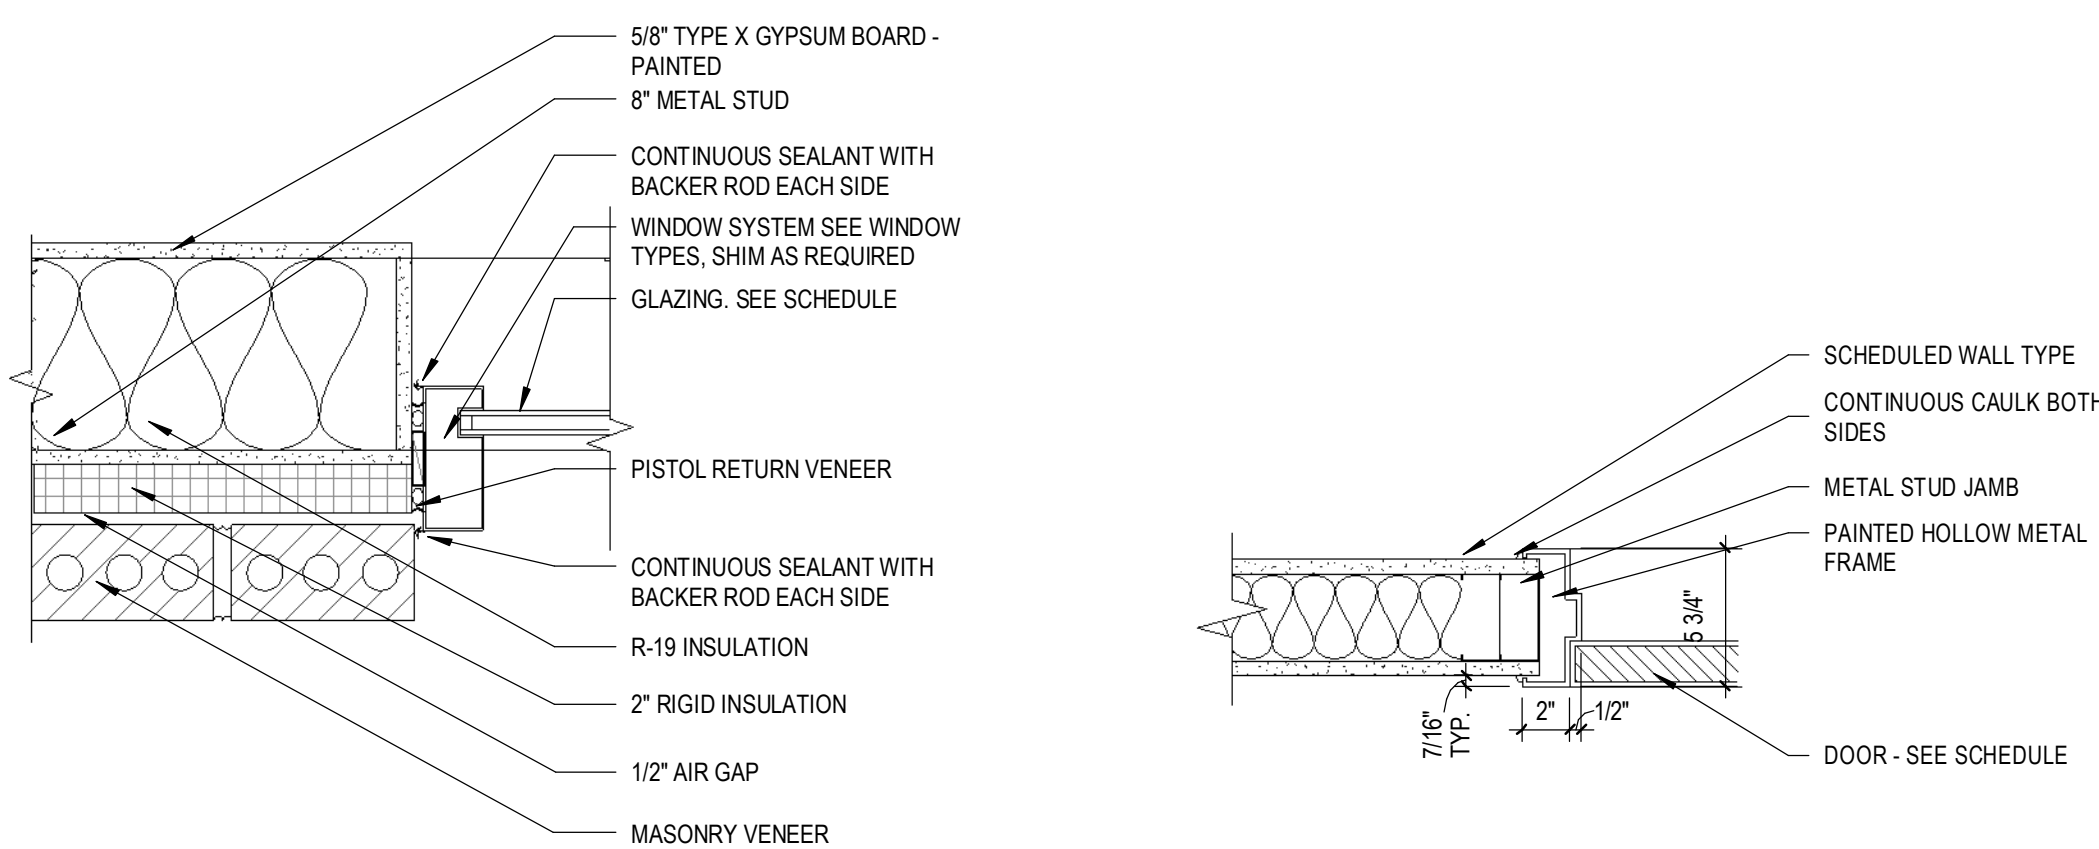 5/8" TYPE X GYPSUM BOARD -
PAINTED
8" METAL STUD
CONTINUOUS SEALANT WITH
BACKER ROD EACH SIDE
WINDOW SYSTEM SEE WINDOW
TYPES, SHIM AS REQUIRED
GLAZING. SEE SCHEDULE
PISTOL RETURN VENEER
CONTINUOUS SEALANT WITH
BACKER ROD EACH SIDE
R-19 INSULATION
2" RIGID INSULATION
1/2" AIR GAP
MASONRY VENEER
SCHEDULED WALL TYPE
CONTINUOUS CAULK BOTH
SIDES
METAL STUD JAMB
PAINTED HOLLOW METAL
FRAME
5 3/4"
7/16"
TYP.
2"
1/2"
DOOR - SEE SCHEDULE